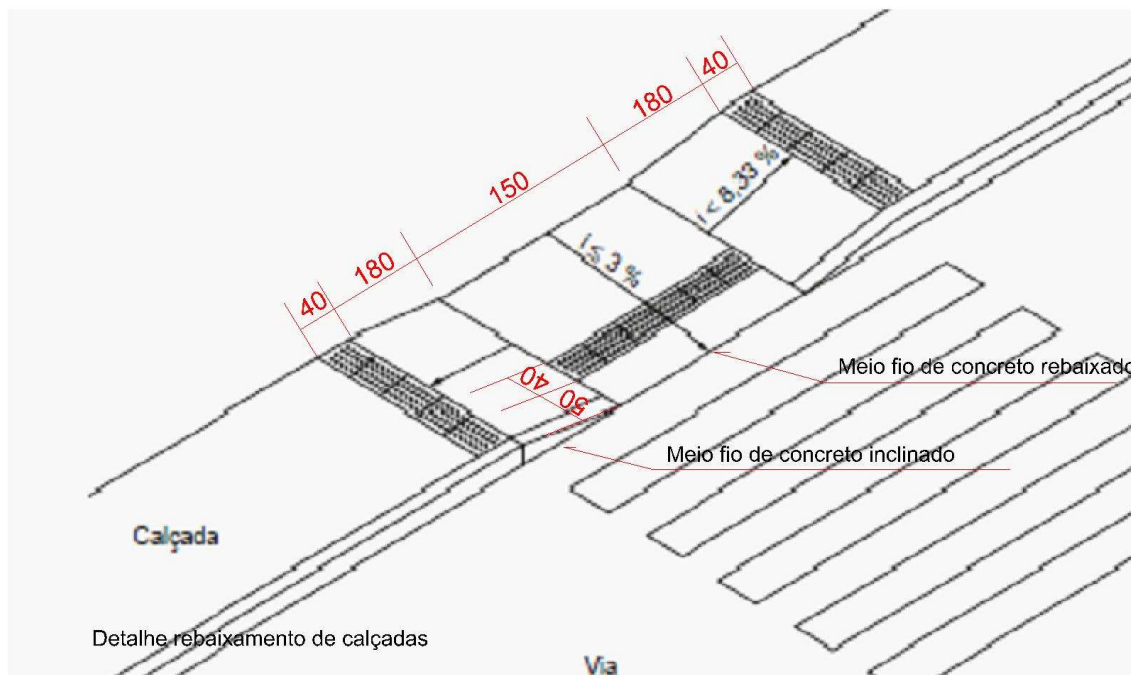 40
180
150
180
40
i < 8,33 %
i ≤ 3 %
40
50
Meio fio de concreto rebaixado
Meio fio de concreto inclinado
Calçada
Detalhe rebaixamento de calçadas
Via